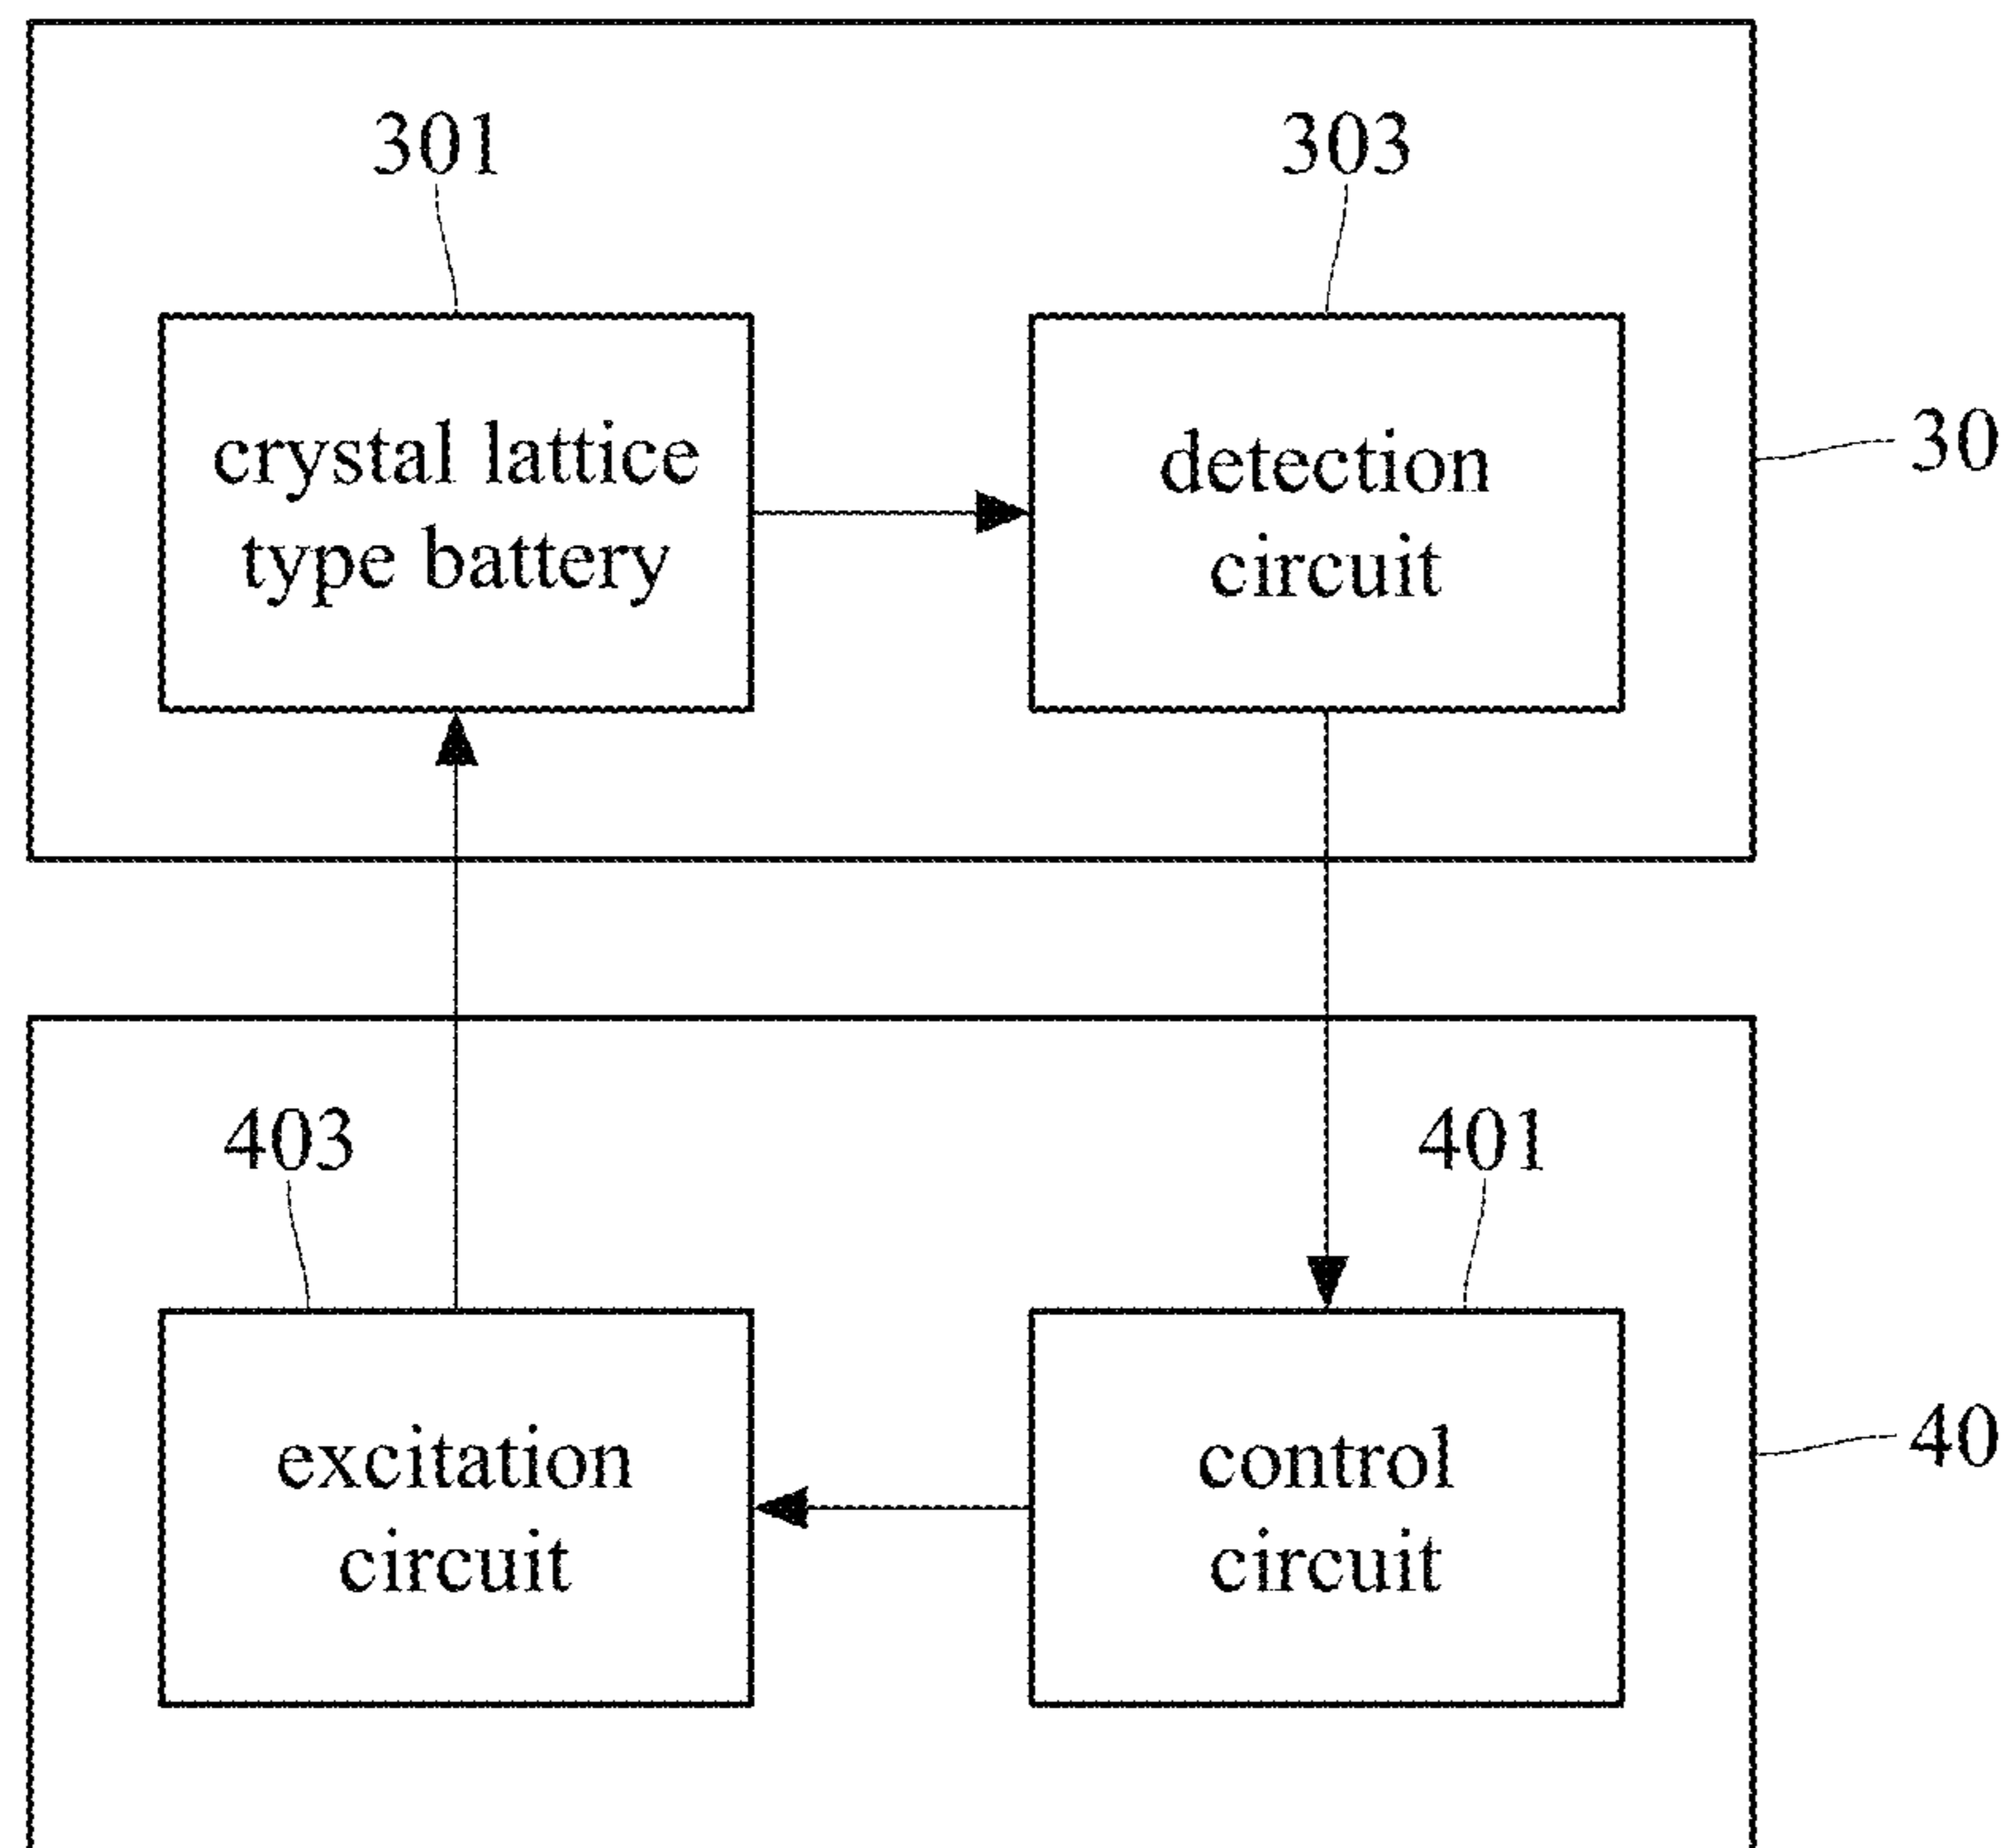 301
303
crystal lattice
type battery
detection
circuit
30
403
401
excitation
circuit
control
circuit
40